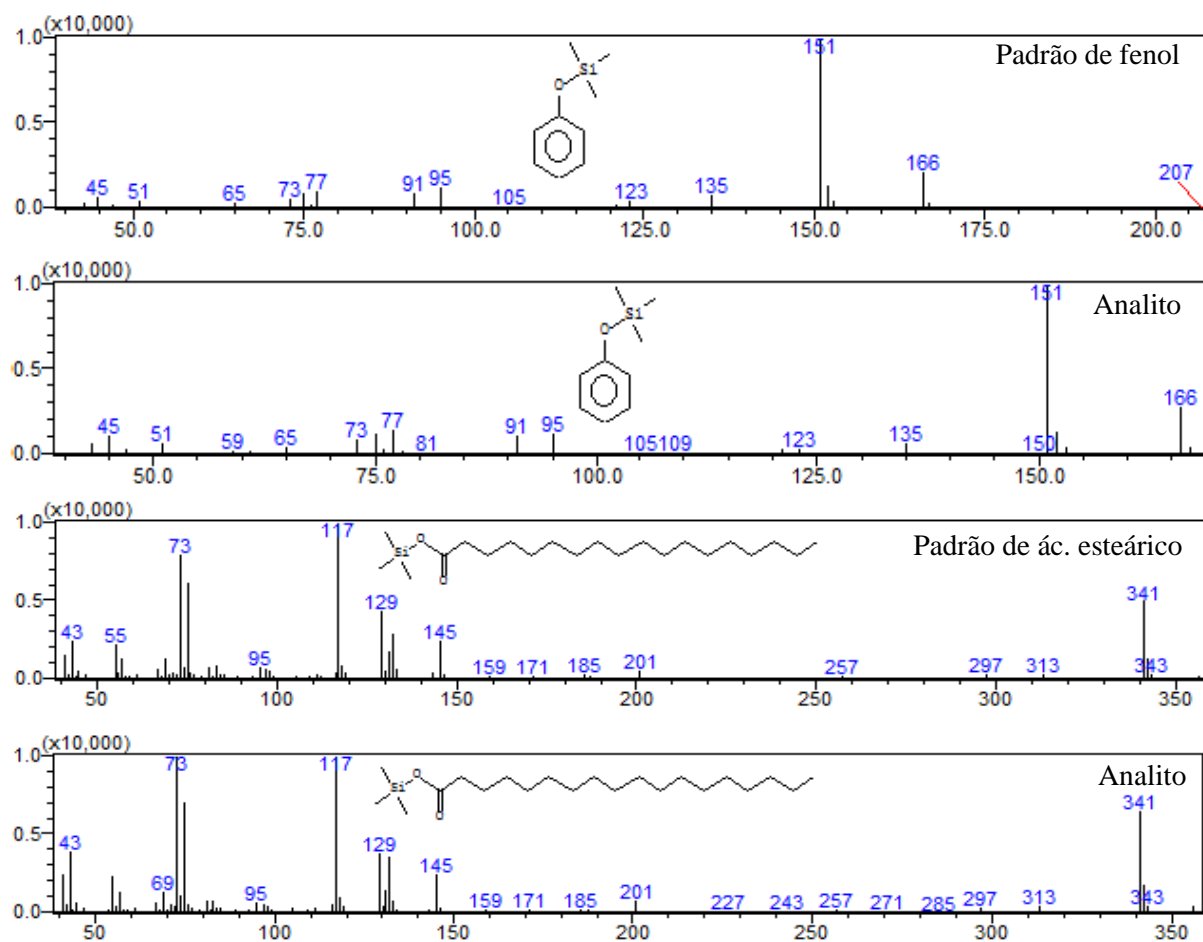 (x10,000)
1.0
Padrão de fenol
0.5
0.0
45 51 65 73 77 91 95 105 123 135 151 166 207
Si
O
50.0 75.0 100.0 125.0 150.0 175.0 200.0
(x10,000)
1.0
Analito
0.5
0.0
45 51 59 65 73 77 81 91 95 105 109 123 135 150 151 166
Si
O
50.0 75.0 100.0 125.0 150.0
(x10,000)
1.0
Padrão de ác. esteárico
0.5
0.0
43 55 73 95 117 129 145 159 171 185 201 257 297 313 341 343
Si O
O
50 100 150 200 250 300 350
(x10,000)
1.0
Analito
0.5
0.0
43 69 73 95 117 129 145 159 171 185 201 227 243 257 271 285 297 313 341 343
Si O
O
50 100 150 200 250 300 350